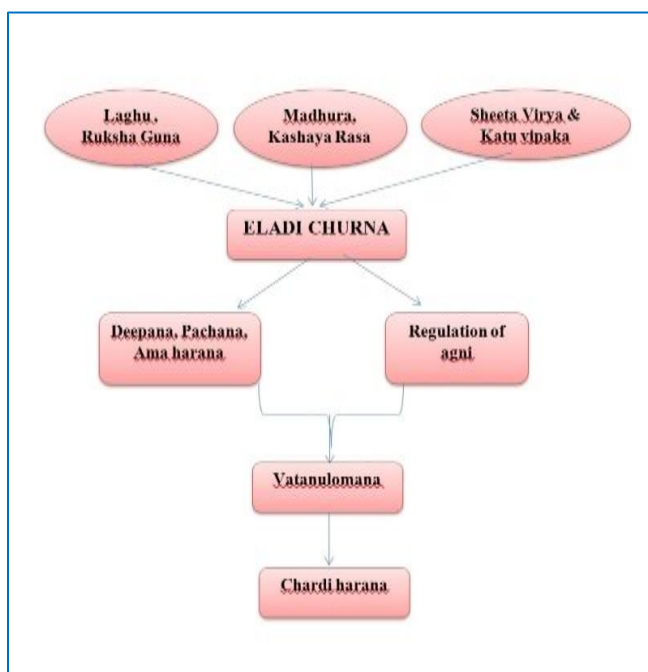 Laghu ,
Ruksha Guna
Madhura,
Kashaya Rasa
Sheeta Virya &
Katu vipaka
ELADI CHURNA
Deepana, Pachana,
Ama harana
Regulation of
agni
Vatanulomana
Chardi harana